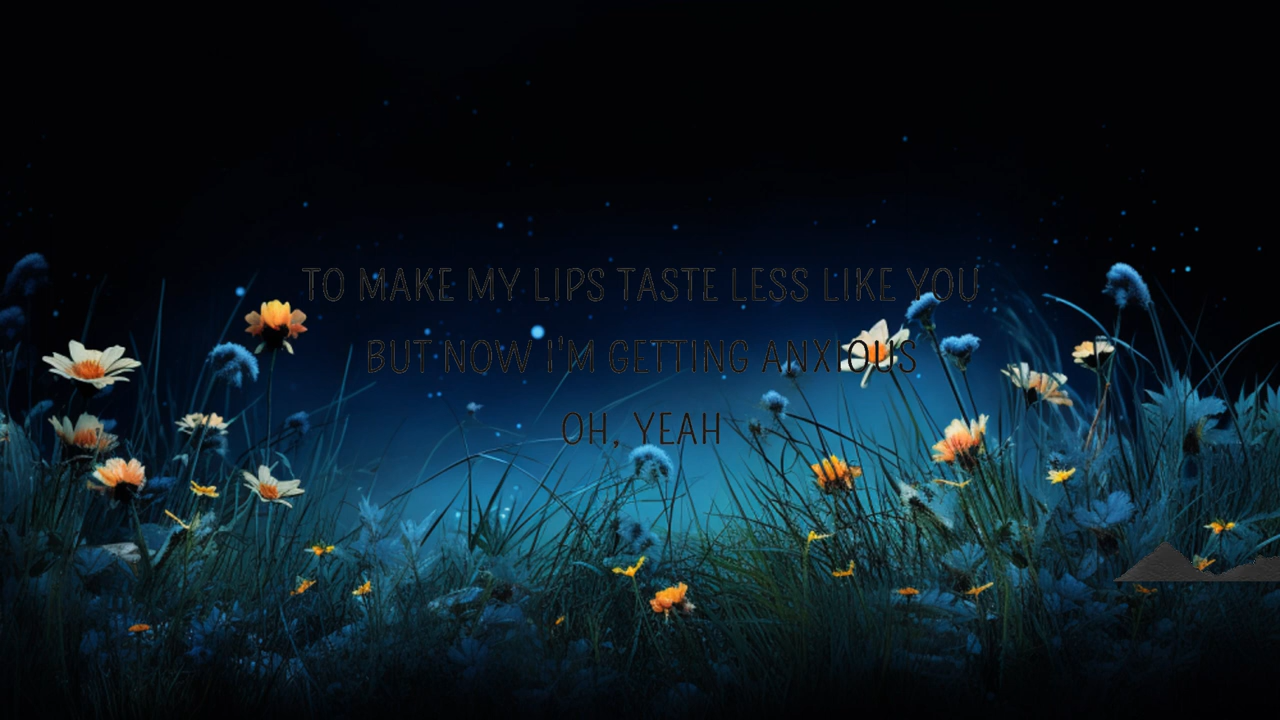 TO MAKE MY LIPS TASTE LESS LIKE YOU
BUT NOW I'M GETTING ANXIOUS
OH, YEAH